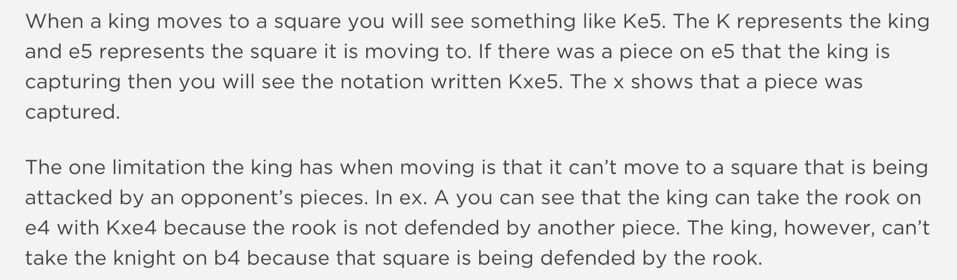 When a king moves to a square you will see something like Ke5. The K represents the king
and e5 represents the square it is moving to. If there was a piece on e5 that the king is
capturing then you will see the notation written Kxe5. The x shows that a piece was
captured.
The one limitation the king has when moving is that it can’t move to a square that is being
attacked by an opponent’s pieces. In ex. A you can see that the king can take the rook on
e4 with Kxe4 because the rook is not defended by another piece. The king, however, can’t
take the knight on b4 because that square is being defended by the rook.